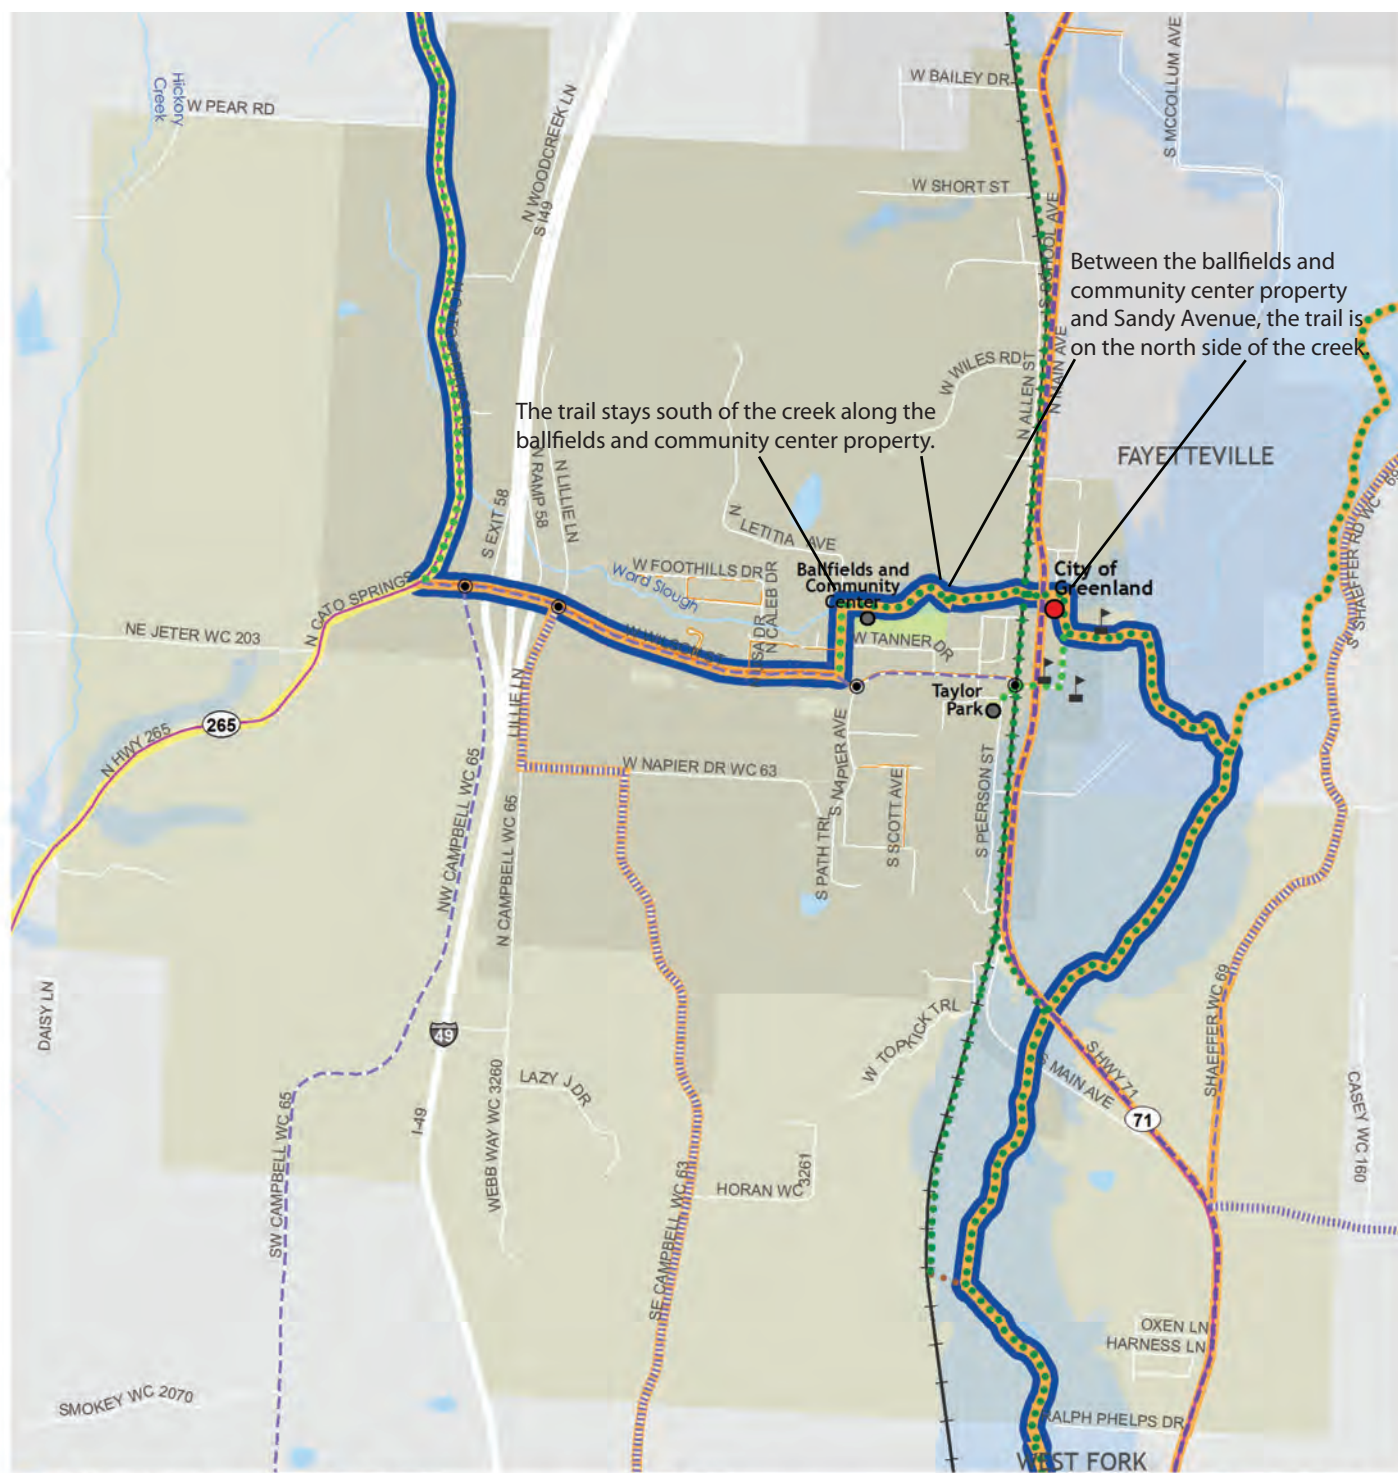 S MCCOLLUM AVE
W BAILEY DR
Hickory
Creek
W PEAR RD
N WOODCREEK LN
S I49
W SHORT ST
S SCHOOL AVE
Between the ballfields and
community center property
and Sandy Avenue, the trail is
on the north side of the creek.
W WILES RD
N ALLEN ST
N MAIN AVE
The trail stays south of the creek along the
ballfields and community center property.
FAYETTEVILLE
S EXIT 58
N RAMP 58
N LILLIE LN
N
LETITIA AVE
S SHAFFER RD WC 69
W FOOTHILLS DR
Ward Slough
N CALEB DR
Ballfields and
Community
Center
City of
Greenland
N CATO SPRINGS
NE JETER WC 203
W WILSON ST
W TANNER DR
Taylor
Park
LILLIE LN
265
N HWY 265
NW CAMPBELL WC 65
W NAPIER DR WC 63
S NAPIER AVE
S SCOTT AVE
S PEERSON ST
S PATH TRL
N CAMPBELL WC 65
DAISY LN
49
I-49
W TOPKICK TRL
S HWY 71
S MAIN AVE
71
SHAEFFER WC 69
CASEY WC 160
LAZY J DR
WEBB WAY WC 3260
SW CAMPBELL WC 65
HORAN WC 3261
SE CAMPBELL WC 63
OXEN LN
HARNESS LN
SMOKEY WC 2070
RALPH PHELPS DR
WEST FORK